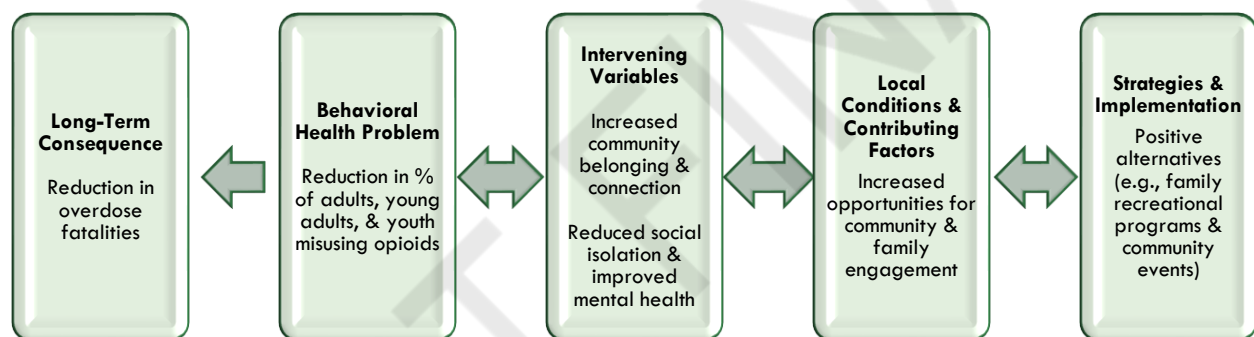 Long-Term
Consequence
Reduction in
overdose
fatalities
Behavioral
Health Problem
Reduction in %
of adults, young
adults, & youth
misusing opioids
Intervening
Variables
Increased
community
belonging &
connection
Reduced social
isolation &
improved
mental health
Local
Conditions &
Contributing
Factors
Increased
opportunities for
community &
family
engagement
Strategies &
Implementation
Positive
alternatives
(e.g., family
recreational
programs &
community
events)